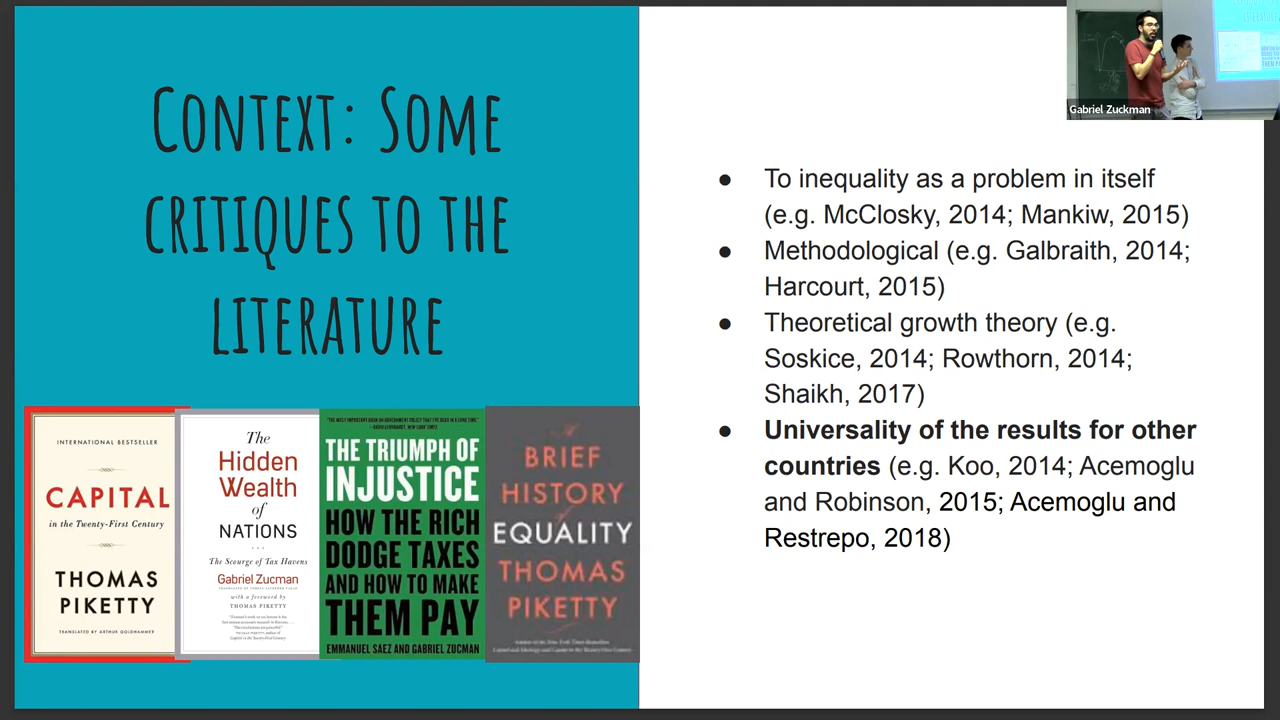 CONTEXT: SOME
CRITIQUES TO THE
LITERATURE
INTERNATIONAL BESTSELLER
CAPITAL
in the Twenty-First Century
THOMAS
PIKETTY
TRANSLATED BY ARTHUR GOLDHAMMER
The
Hidden
Wealth
of
NATIONS
The Scourge of Tax Havens
Gabriel Zucman
with a foreword by
THOMAS PIKETTY
THE TRIUMPH OF
INJUSTICE
HOW THE RICH
DODGE TAXES
AND HOW TO MAKE
THEM PAY
EMMANUEL SAEZ AND GABRIEL ZUCMAN
A
BRIEF
HISTORY
of
EQUALITY
THOMAS
PIKETTY
● To inequality as a problem in itself
(e.g. McClosky, 2014; Mankiw, 2015)
● Methodological (e.g. Galbraith, 2014;
Harcourt, 2015)
● Theoretical growth theory (e.g.
Soskice, 2014; Rowthorn, 2014;
Shaikh, 2017)
● Universality of the results for other
countries (e.g. Koo, 2014; Acemoglu
and Robinson, 2015; Acemoglu and
Restrepo, 2018)
Gabriel Zuckman